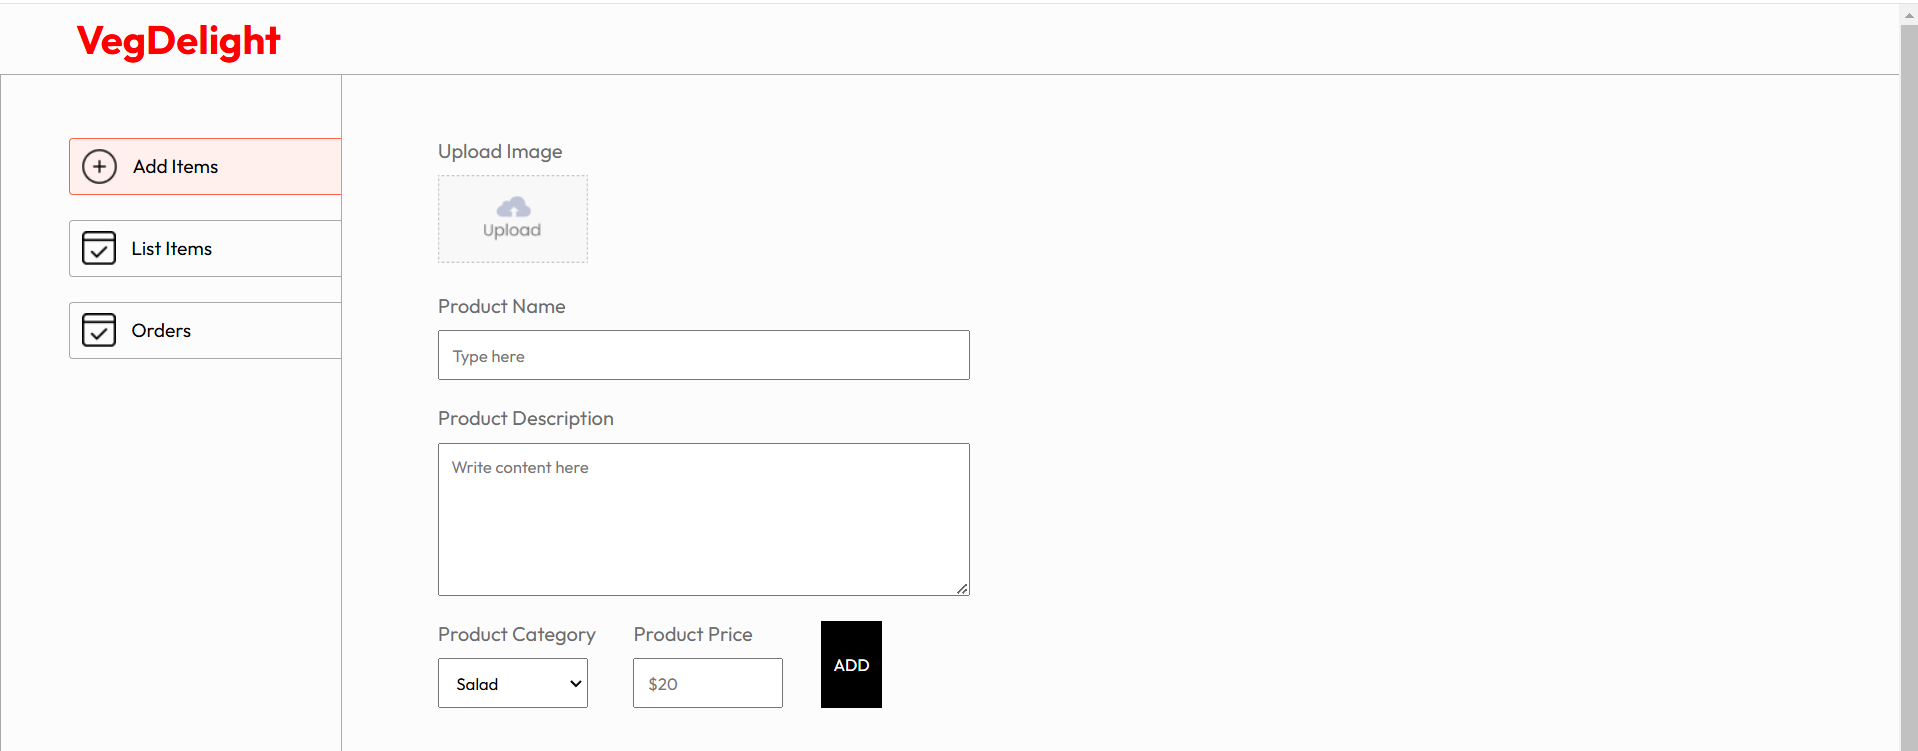 VegDelight
Add Items
List Items
Orders
Upload Image
Upload
Product Name
Type here
Product Description
Write content here
Product Category
Product Price
Salad
$20
ADD